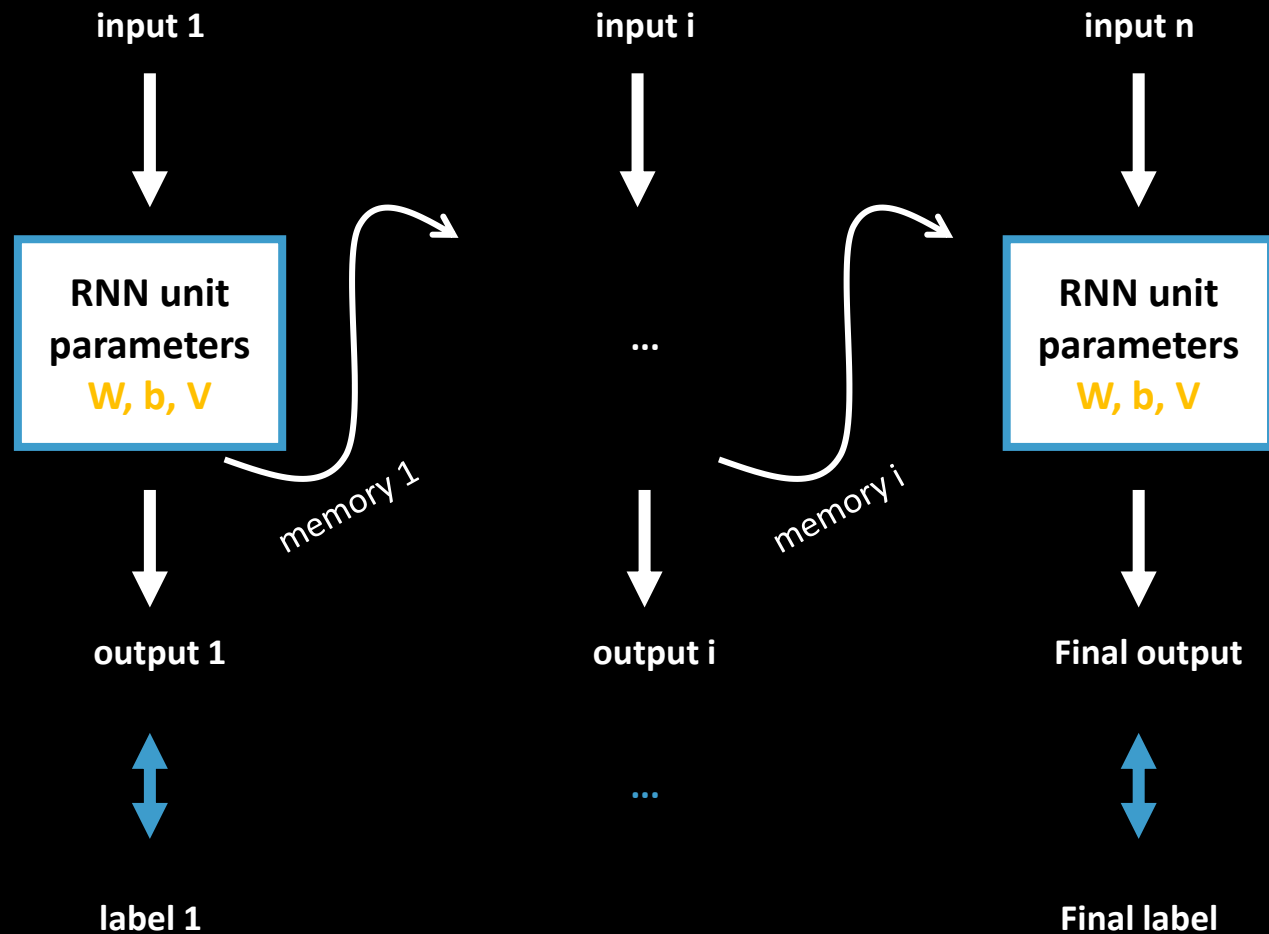 input 1
input i
input n
RNN unit
parameters
W, b, V
...
RNN unit
parameters
W, b, V
memory 1
memory i
output 1
output i
Final output
...
label 1
Final label